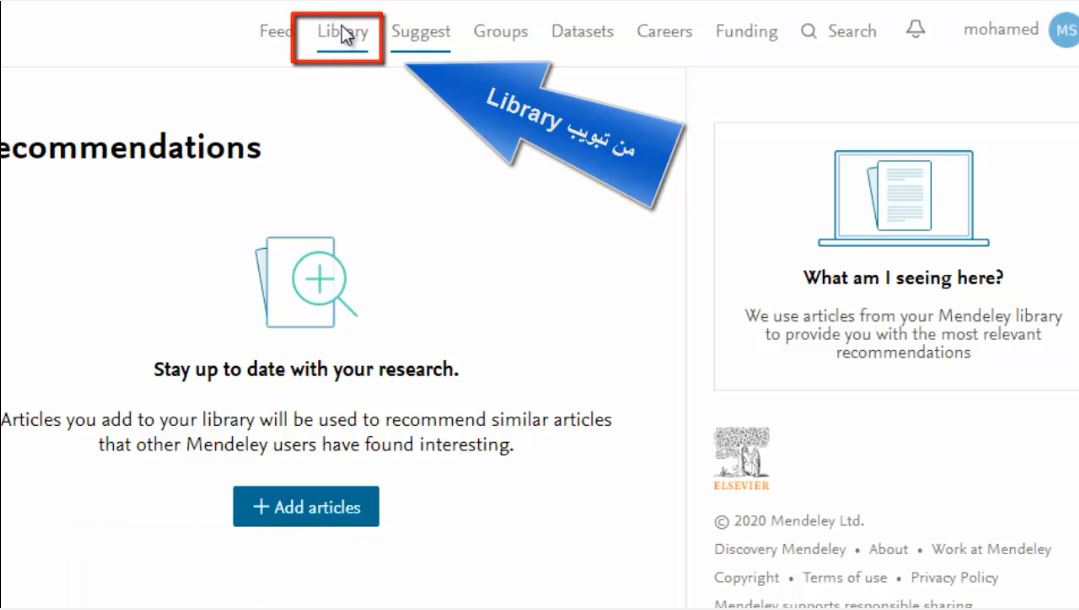 Feed Library Suggest Groups Datasets Careers Funding Search mohamed MS
من تبويب Library
ecommendations
What am I seeing here?
We use articles from your Mendeley library
to provide you with the most relevant
recommendations
Stay up to date with your research.
Articles you add to your library will be used to recommend similar articles
that other Mendeley users have found interesting.
+ Add articles
ELSEVIER
© 2020 Mendeley Ltd.
Discovery Mendeley • About • Work at Mendeley
Copyright • Terms of use • Privacy Policy
Mendeley supports responsible sharing